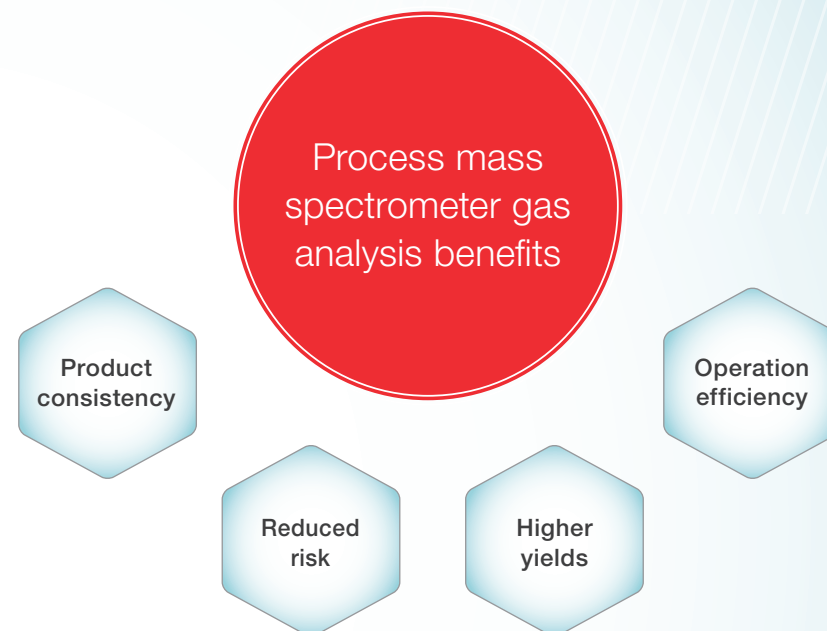 Process mass
spectrometer gas
analysis benefits
Product
consistency
Reduced
risk
Higher
yields
Operation
efficiency